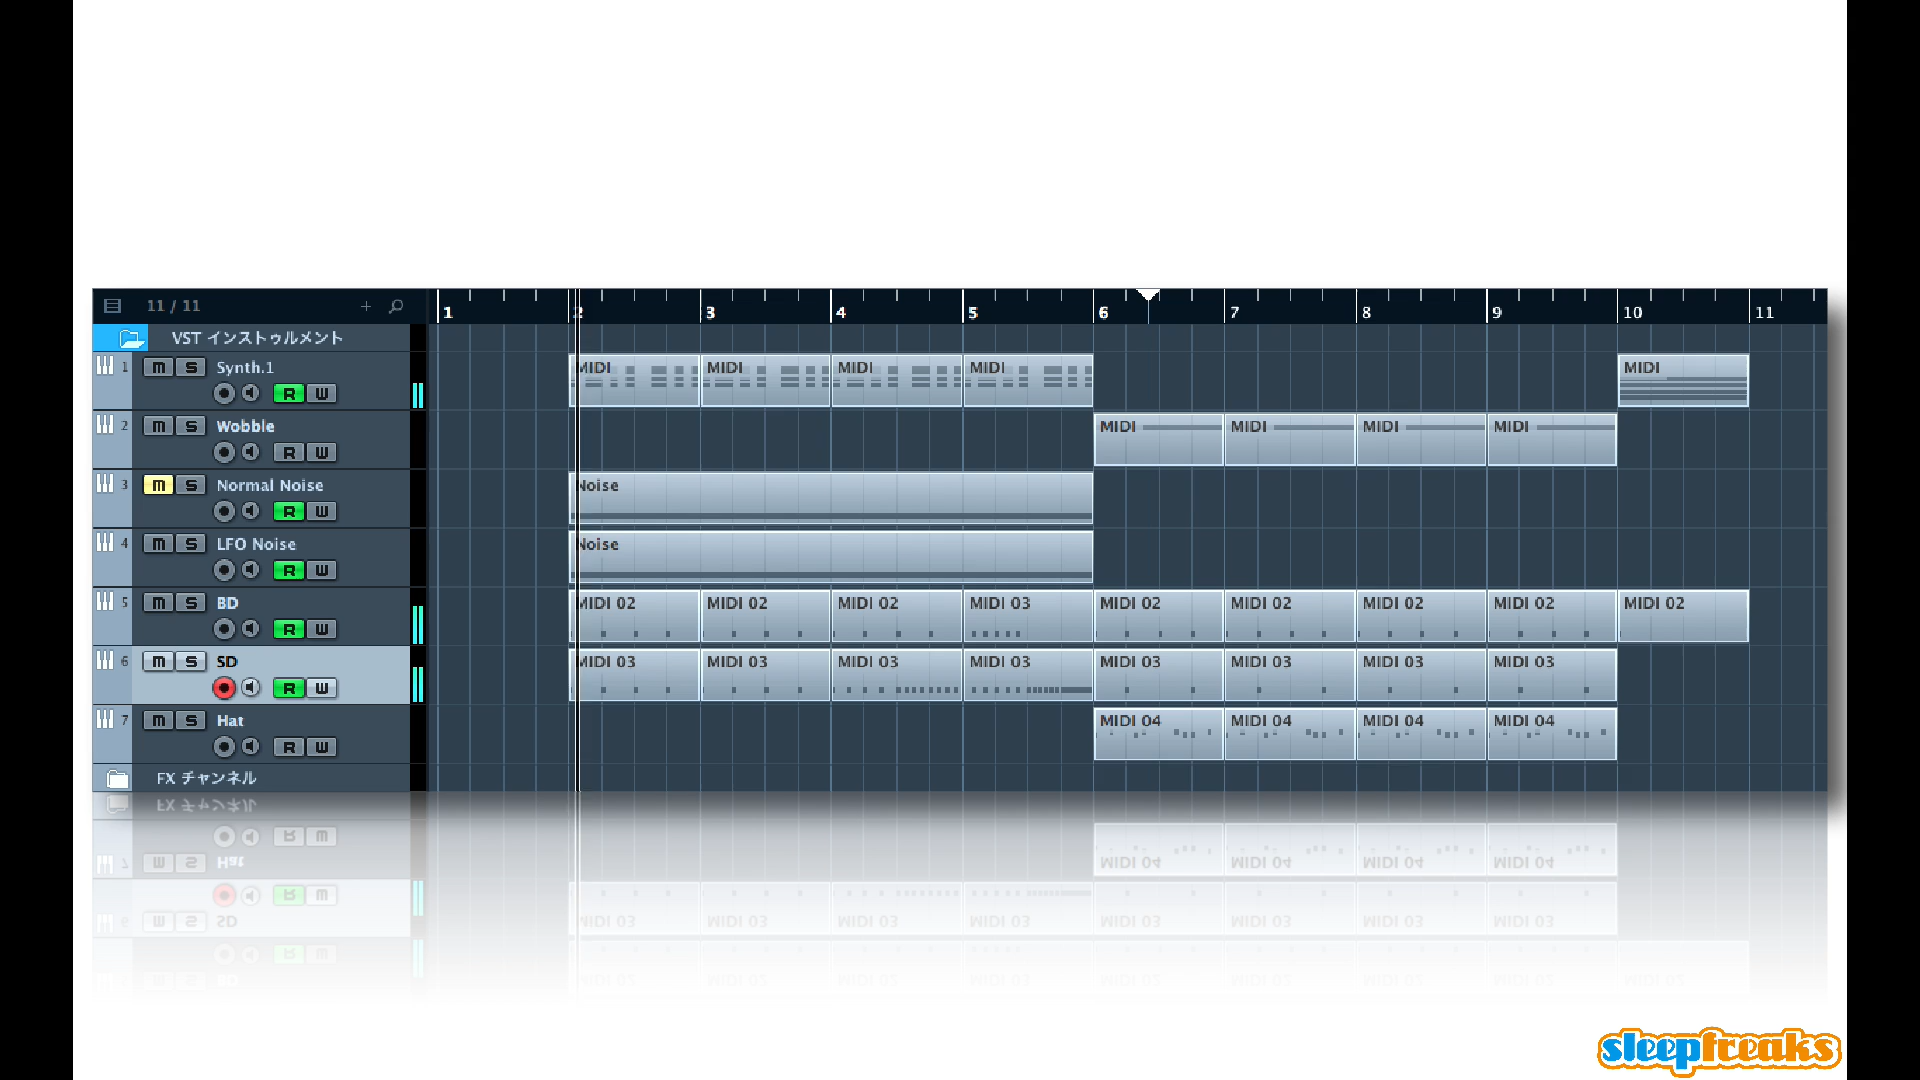 11 / 11
1 2 3 4 5 6 7 8 9 10 11
VST インストゥルメント
1 m S Synth.1 MIDI MIDI MIDI MIDI MIDI
R W
2 m S Wobble MIDI MIDI MIDI MIDI
R W
3 m S Normal Noise Noise
R W
4 m S LFO Noise Noise
R W
5 m S BD MIDI 02 MIDI 02 MIDI 02 MIDI 03 MIDI 02 MIDI 02 MIDI 02 MIDI 02 MIDI 02
R W
6 m S SD MIDI 03 MIDI 03 MIDI 03 MIDI 03 MIDI 03 MIDI 03 MIDI 03 MIDI 03
R W
7 m S Hat MIDI 04 MIDI 04 MIDI 04 MIDI 04
R W
FX チャンネル
sleepfreaks